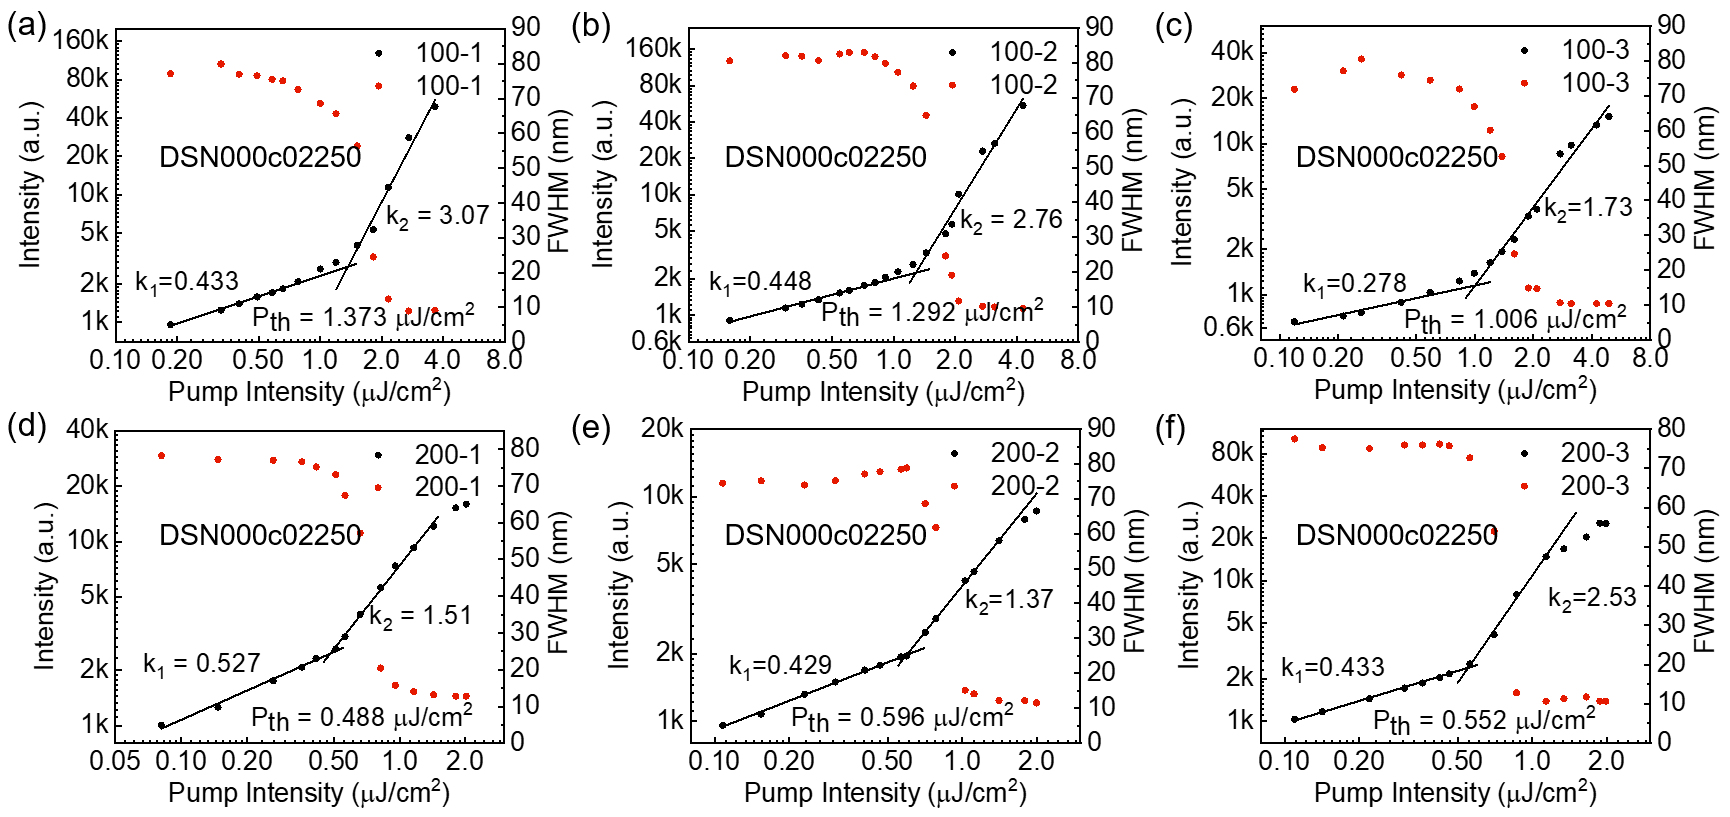 (a)
160k
80k
40k
20k
10k
5k
2k
1k
Intensity (a.u.)
90
80
70
60
50
40
30
20
10
0
FWHM (nm)
100-1
100-1
DSN000c02250
k₂ = 3.07
k₁=0.433
Pth = 1.373 μJ/cm²
0.10 0.20 0.50 1.0 2.0 4.0 8.0
Pump Intensity (μJ/cm²)
(b)
160k
80k
40k
20k
10k
5k
2k
1k
0.6k
Intensity (a.u.)
90
80
70
60
50
40
30
20
10
0
FWHM (nm)
100-2
100-2
DSN000c02250
k₂ = 2.76
k₁=0.448
Pth = 1.292 μJ/cm²
0.10 0.20 0.50 1.0 2.0 4.0 8.0
Pump Intensity (μJ/cm²)
(c)
40k
20k
10k
5k
2k
1k
0.6k
Intensity (a.u.)
90
80
70
60
50
40
30
20
10
0
FWHM (nm)
100-3
100-3
DSN000c02250
k₂=1.73
k₁=0.278
Pth = 1.006 μJ/cm²
0.10 0.20 0.50 1.0 2.0 4.0 8.0
Pump Intensity (μJ/cm²)
(d)
40k
20k
10k
5k
2k
1k
Intensity (a.u.)
80
70
60
50
40
30
20
10
0
FWHM (nm)
200-1
200-1
DSN000c02250
k₂ = 1.51
k₁ = 0.527
Pth = 0.488 μJ/cm²
0.05 0.10 0.20 0.50 1.0 2.0
Pump Intensity (μJ/cm²)
(e)
20k
10k
5k
2k
1k
Intensity (a.u.)
90
80
70
60
50
40
30
20
10
0
FWHM (nm)
200-2
200-2
DSN000c02250
k₂=1.37
k₁=0.429
Pth = 0.596 μJ/cm²
0.10 0.20 0.50 1.0 2.0
Pump Intensity (μJ/cm²)
(f)
80k
40k
20k
10k
5k
2k
1k
Intensity (a.u.)
80
70
60
50
40
30
20
10
0
FWHM (nm)
200-3
200-3
DSN000c02250
k₂=2.53
k₁=0.433
Pth = 0.552 μJ/cm²
0.10 0.20 0.50 1.0 2.0
Pump Intensity (μJ/cm²)